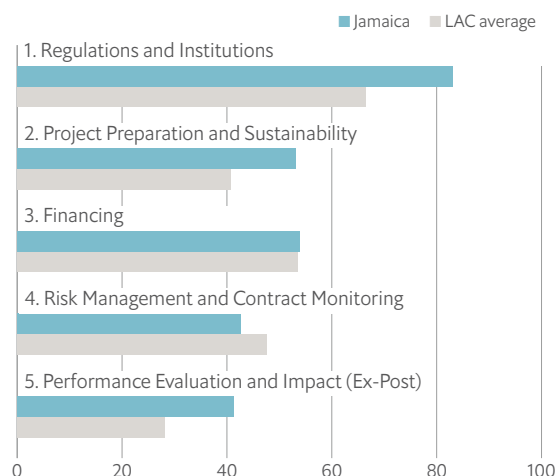 Jamaica LAC average
1. Regulations and Institutions
2. Project Preparation and Sustainability
3. Financing
4. Risk Management and Contract Monitoring
5. Performance Evaluation and Impact (Ex-Post)
0 20 40 60 80 100